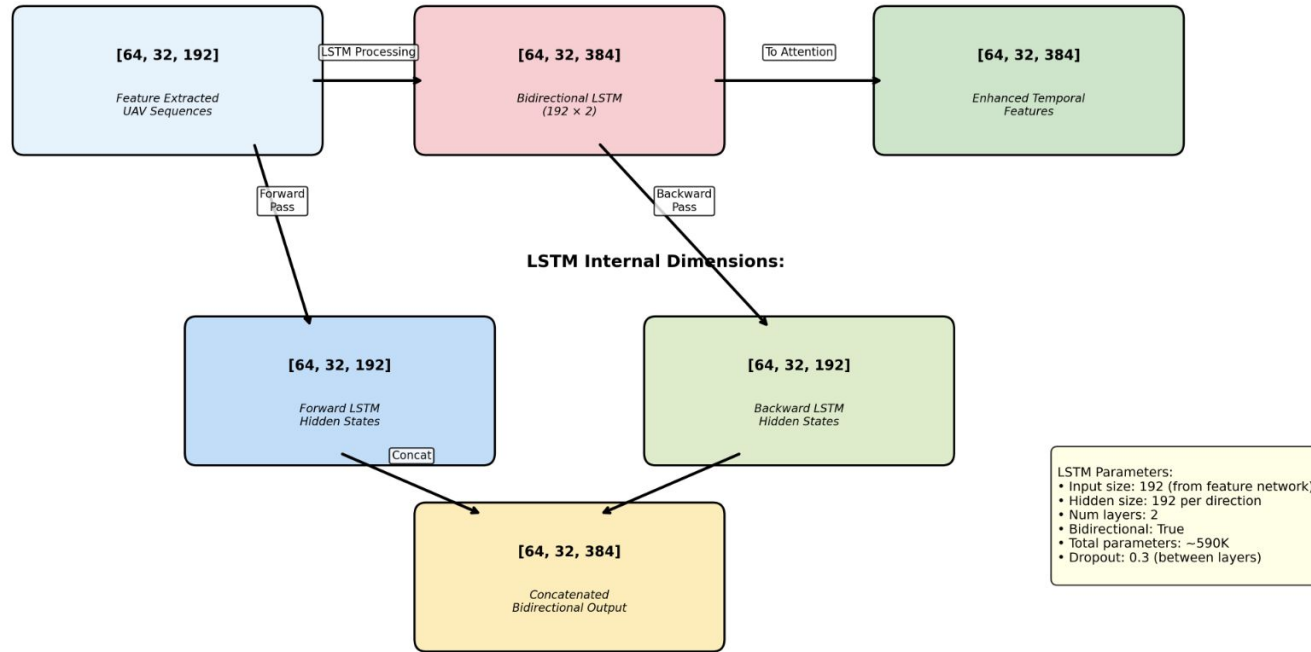 [64, 32, 192]
Feature Extracted
UAV Sequences
LSTM Processing
[64, 32, 384]
Bidirectional LSTM
(192 × 2)
To Attention
[64, 32, 384]
Enhanced Temporal
Features
Forward
Pass
Backward
Pass
LSTM Internal Dimensions:
[64, 32, 192]
Forward LSTM
Hidden States
[64, 32, 192]
Backward LSTM
Hidden States
Concat
[64, 32, 384]
Concatenated
Bidirectional Output
LSTM Parameters:
• Input size: 192 (from feature network)
• Hidden size: 192 per direction
• Num layers: 2
• Bidirectional: True
• Total parameters: ~590K
• Dropout: 0.3 (between layers)